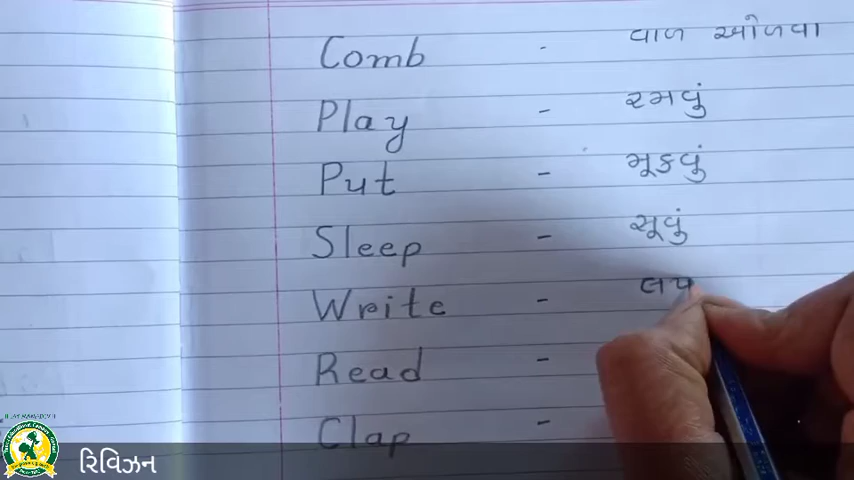 Comb - વાળ ઓળવા
Play - રમવું
Put - મૂકવું
Sleep - સૂવું
Write - લખ
Read -
Clap -
રિવિઝન